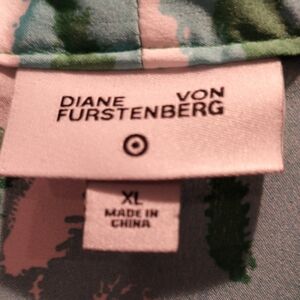 DIANE VON
FURSTENBERG
XL
MADE IN
CHINA